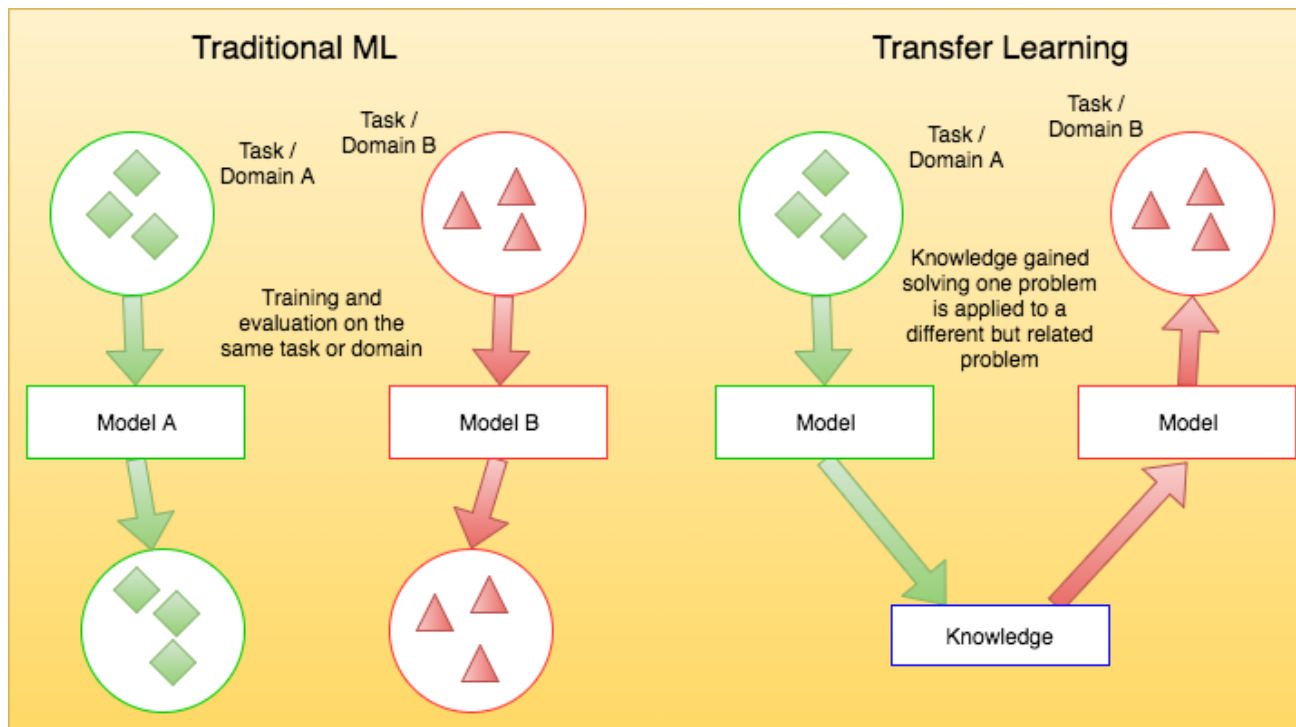 Traditional ML
Task /
Domain A
Task /
Domain B
Training and
evaluation on the
same task or domain
Model A
Model B
Transfer Learning
Task /
Domain A
Task /
Domain B
Knowledge gained
solving one problem
is applied to a
different but related
problem
Model
Model
Knowledge